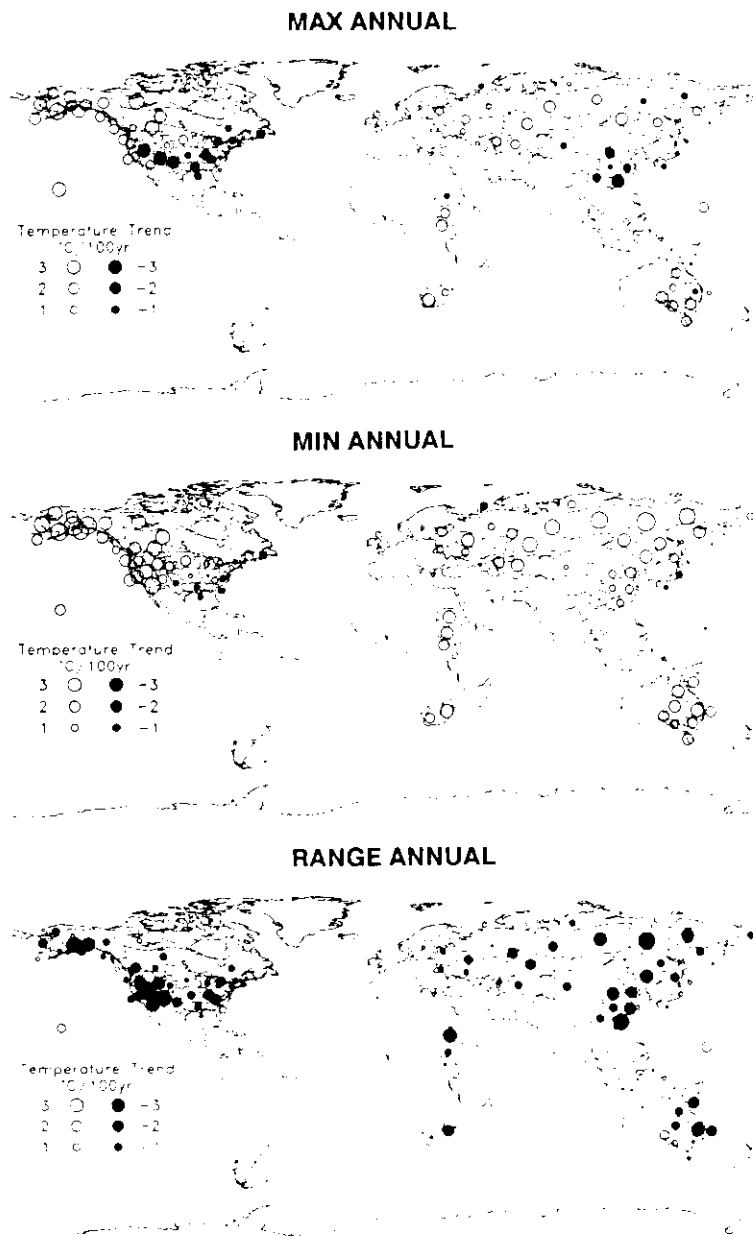 MAX ANNUAL
Temperature Trend
°C/100yr
3 -3
2 -2
1 -1
MIN ANNUAL
Temperature Trend
°C/100yr
3 -3
2 -2
1 -1
RANGE ANNUAL
Temperature Trend
°C/100yr
3 -3
2 -2
1 -1